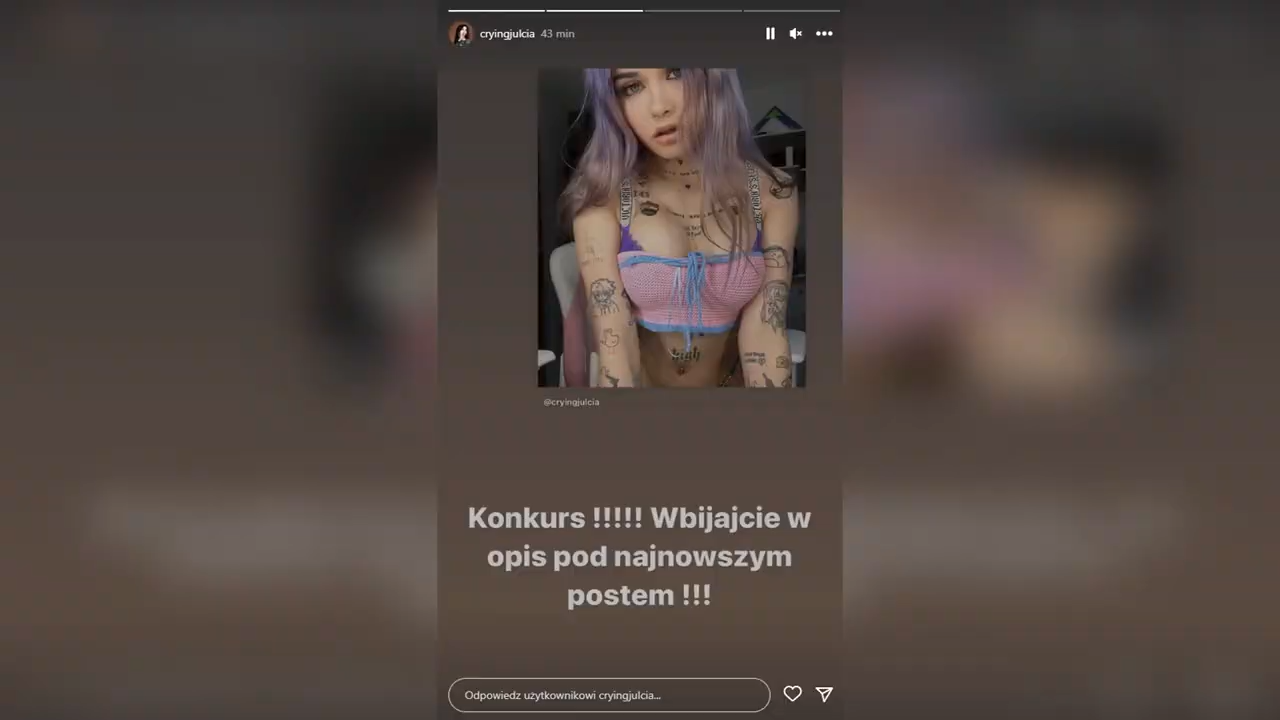 cryingjulcia 43 min
@cryingjulcia
Konkurs !!!!! Wbijajcie w
opis pod najnowszym
postem !!!
Odpowiedz użytkownikowi cryingjulcia...